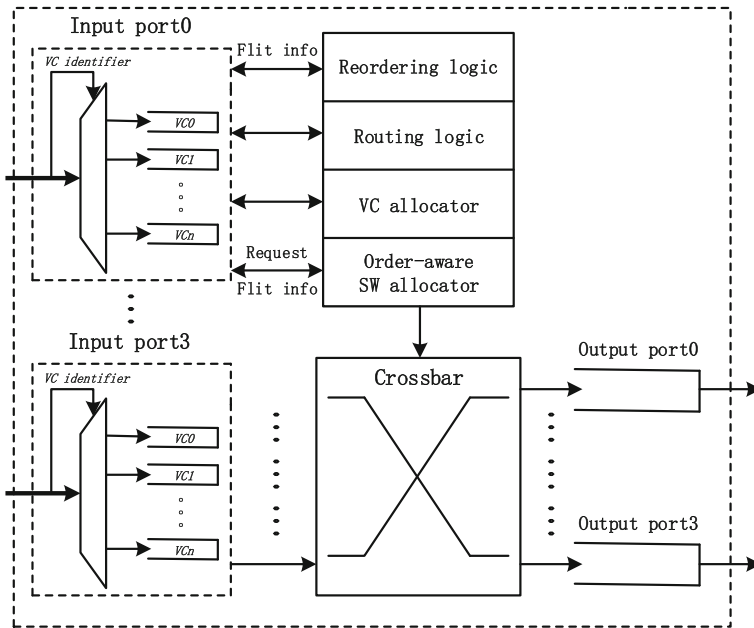 Input port0
VC identifier
VC0
VC1
VCn
Flit info
Request
Flit info
Reordering logic
Routing logic
VC allocator
Order-aware
SW allocator
Input port3
VC identifier
VC0
VC1
VCn
Crossbar
Output port0
Output port3